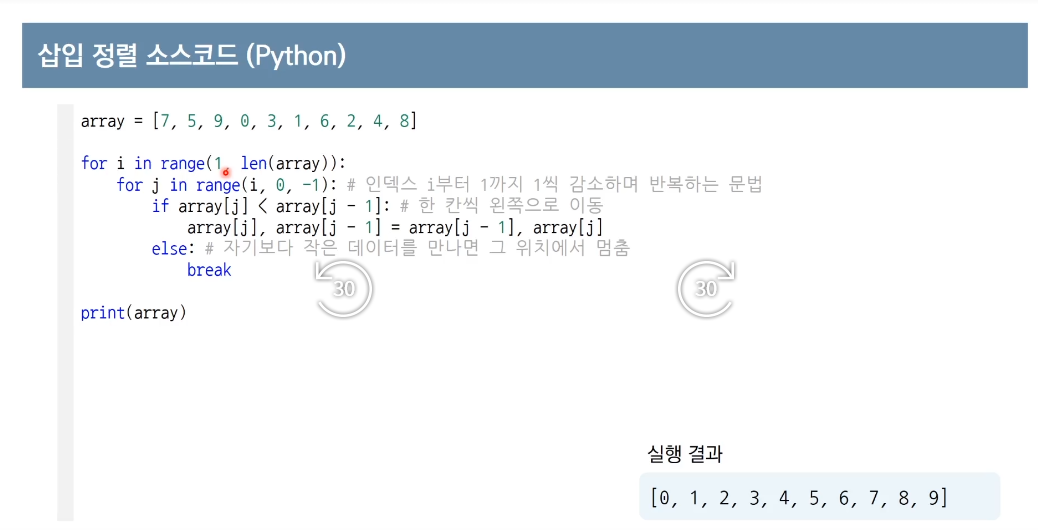 삽입 정렬 소스코드 (Python)
array = [7, 5, 9, 0, 3, 1, 6, 2, 4, 8]
for i in range(1, len(array)):
    for j in range(i, 0, -1): # 인덱스 i부터 1까지 1씩 감소하며 반복하는 문법
        if array[j] < array[j - 1]: # 한 칸씩 왼쪽으로 이동
            array[j], array[j - 1] = array[j - 1], array[j]
        else: # 자기보다 작은 데이터를 만나면 그 위치에서 멈춤
            break
30 30
print(array)
실행 결과
[0, 1, 2, 3, 4, 5, 6, 7, 8, 9]